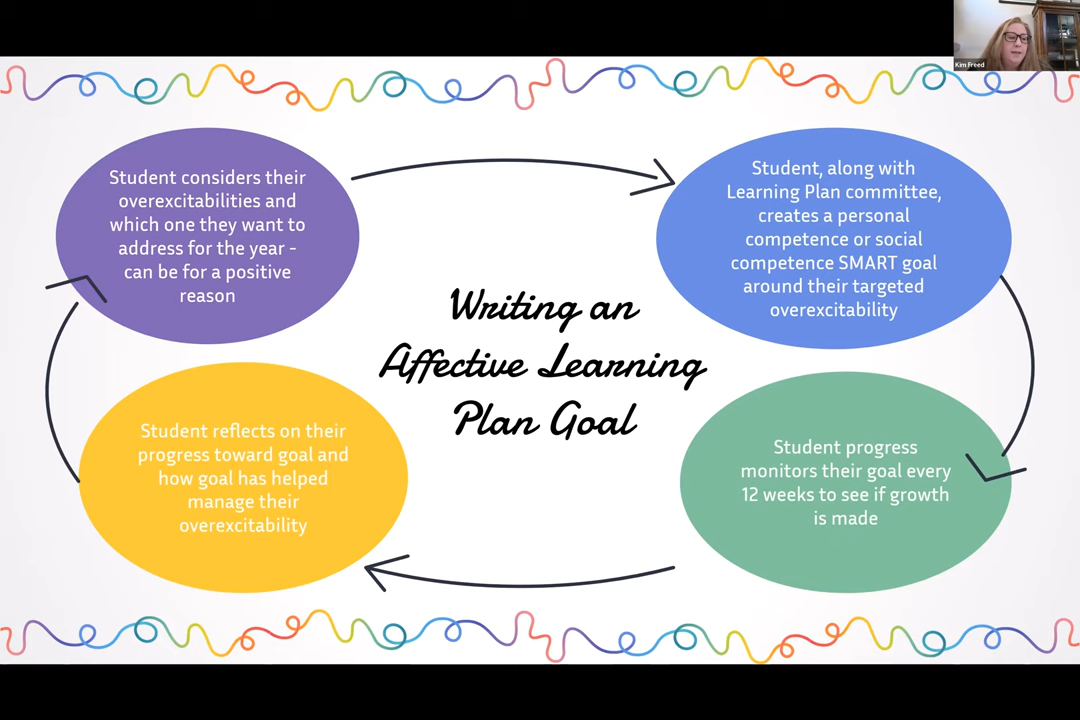 Kim Freed
Student considers their
overexcitabilities and
which one they want to
address for the year -
can be for a positive
reason
Student, along with
Learning Plan committee,
creates a personal
competence or social
competence SMART goal
around their targeted
overexcitability
Writing an
Affective Learning
Plan Goal
Student reflects on their
progress toward goal and
how goal has helped
manage their
overexcitability
Student progress
monitors their goal every
12 weeks to see if growth
is made